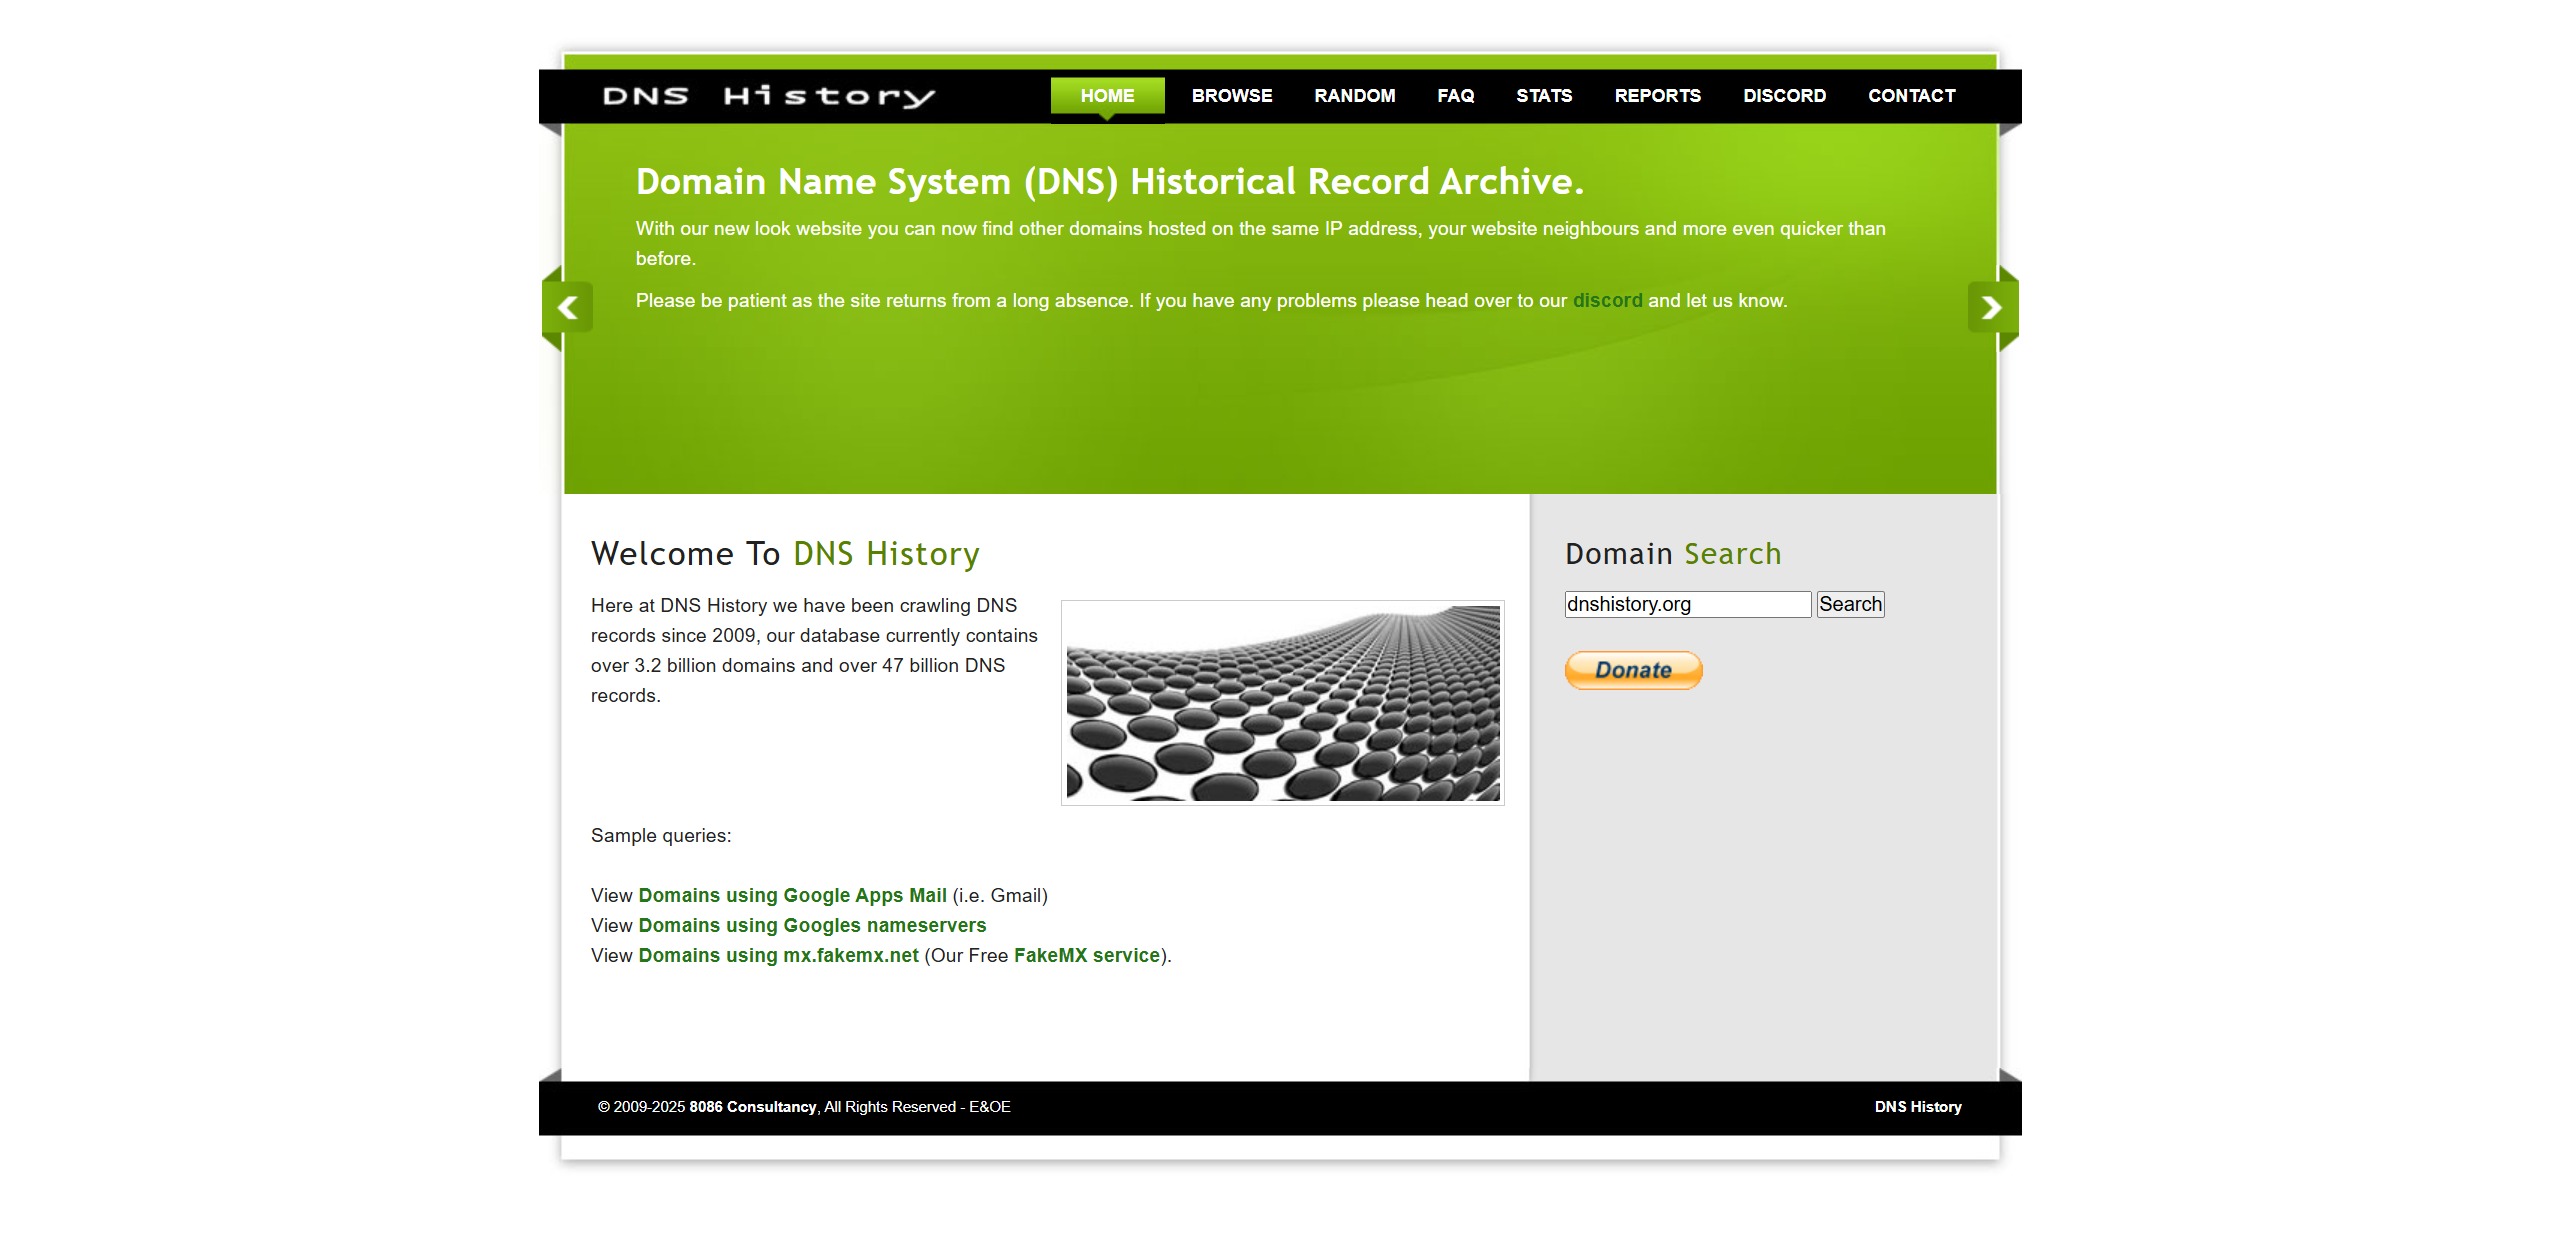 DNS History
HOME BROWSE RANDOM FAQ STATS REPORTS DISCORD CONTACT
Domain Name System (DNS) Historical Record Archive.
With our new look website you can now find other domains hosted on the same IP address, your website neighbours and more even quicker than
before.
Please be patient as the site returns from a long absence. If you have any problems please head over to our discord and let us know.
Welcome To DNS History
Here at DNS History we have been crawling DNS
records since 2009, our database currently contains
over 3.2 billion domains and over 47 billion DNS
records.
Sample queries:
View Domains using Google Apps Mail (i.e. Gmail)
View Domains using Googles nameservers
View Domains using mx.fakemx.net (Our Free FakeMX service).
Domain Search
dnshistory.org Search
Donate
© 2009-2025 8086 Consultancy, All Rights Reserved - E&OE
DNS History